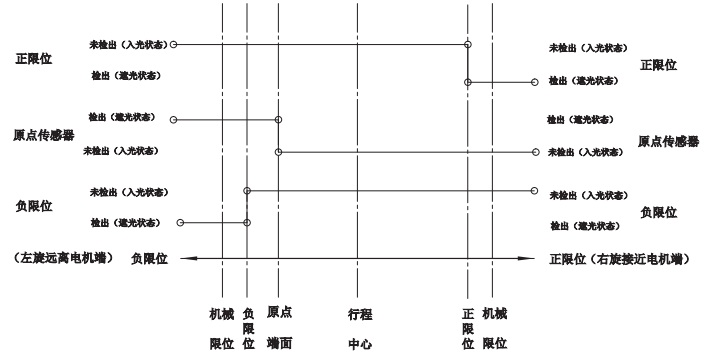 正限位
未检出（入光状态）
检出（遮光状态）
未检出（入光状态）
检出（遮光状态）
正限位
原点传感器
检出（遮光状态）
未检出（入光状态）
检出（遮光状态）
未检出（入光状态）
原点传感器
负限位
未检出（入光状态）
检出（遮光状态）
未检出（入光状态）
检出（遮光状态）
负限位
（左旋远离电机端） 负限位
正限位（右旋接近电机端）
机械
限位
负
限
位
原点
端面
行程
中心
正
限
位
机械
限位